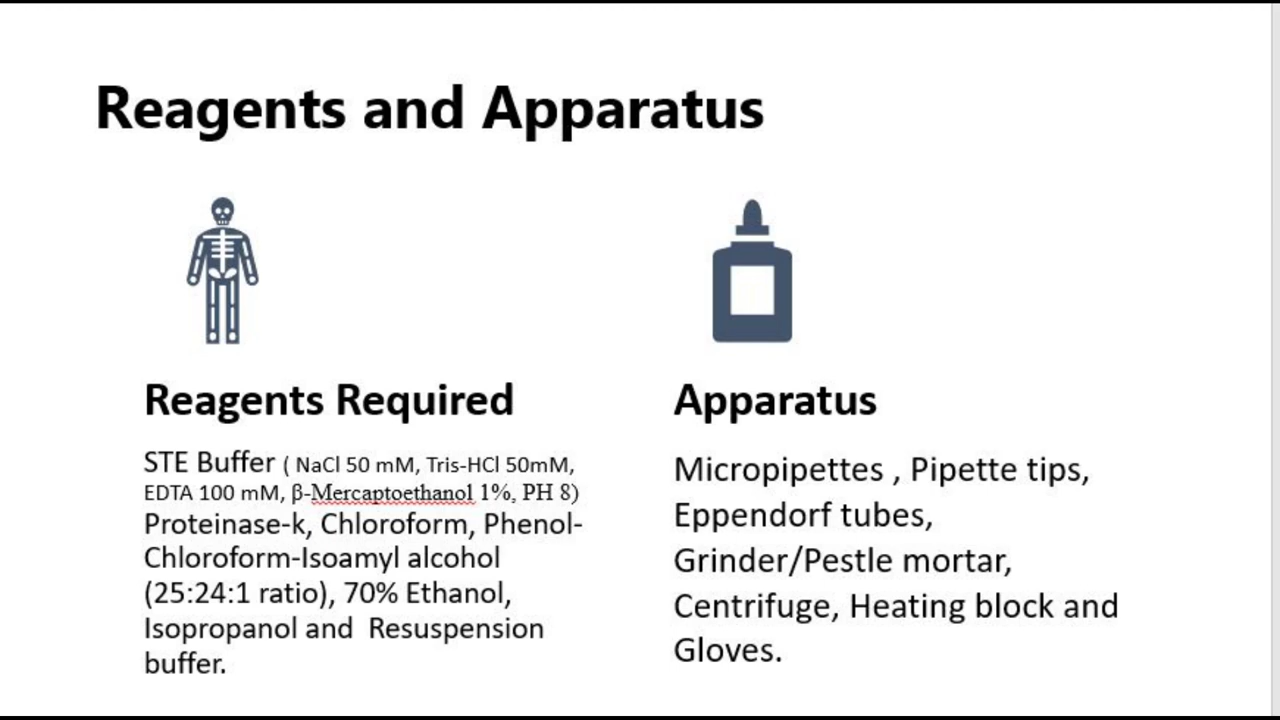 Reagents and Apparatus
Reagents Required
STE Buffer ( NaCl 50 mM, Tris-HCl 50mM,
EDTA 100 mM, β-Mercaptoethanol 1%, PH 8)
Proteinase-k, Chloroform, Phenol-
Chloroform-Isoamyl alcohol
(25:24:1 ratio), 70% Ethanol,
Isopropanol and  Resuspension
buffer.
Apparatus
Micropipettes , Pipette tips,
Eppendorf tubes,
Grinder/Pestle mortar,
Centrifuge, Heating block and
Gloves.